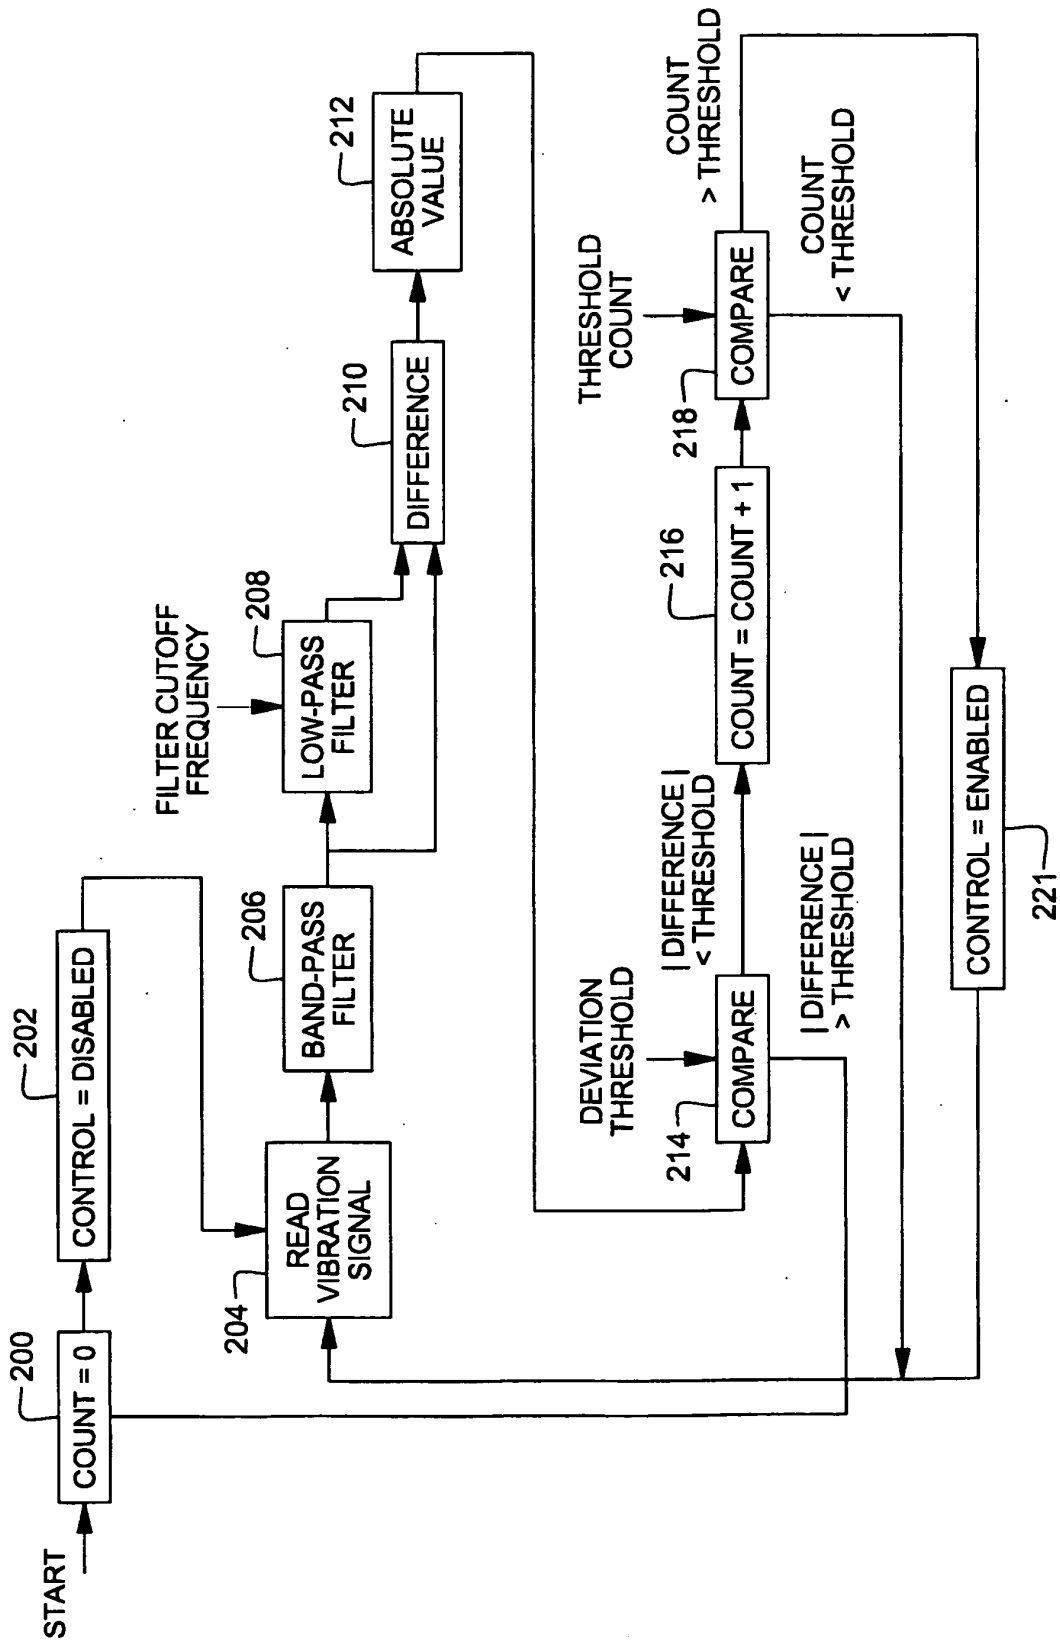 START
200
COUNT = 0
202
CONTROL = DISABLED
204
READ
VIBRATION
SIGNAL
206
BAND-PASS
FILTER
FILTER CUTOFF
FREQUENCY
208
LOW-PASS
FILTER
210
DIFFERENCE
212
ABSOLUTE
VALUE
DEVIATION
THRESHOLD
214
COMPARE
| DIFFERENCE |
< THRESHOLD
| DIFFERENCE |
> THRESHOLD
216
COUNT = COUNT + 1
THRESHOLD
COUNT
218
COMPARE
COUNT
> THRESHOLD
COUNT
< THRESHOLD
CONTROL = ENABLED
221